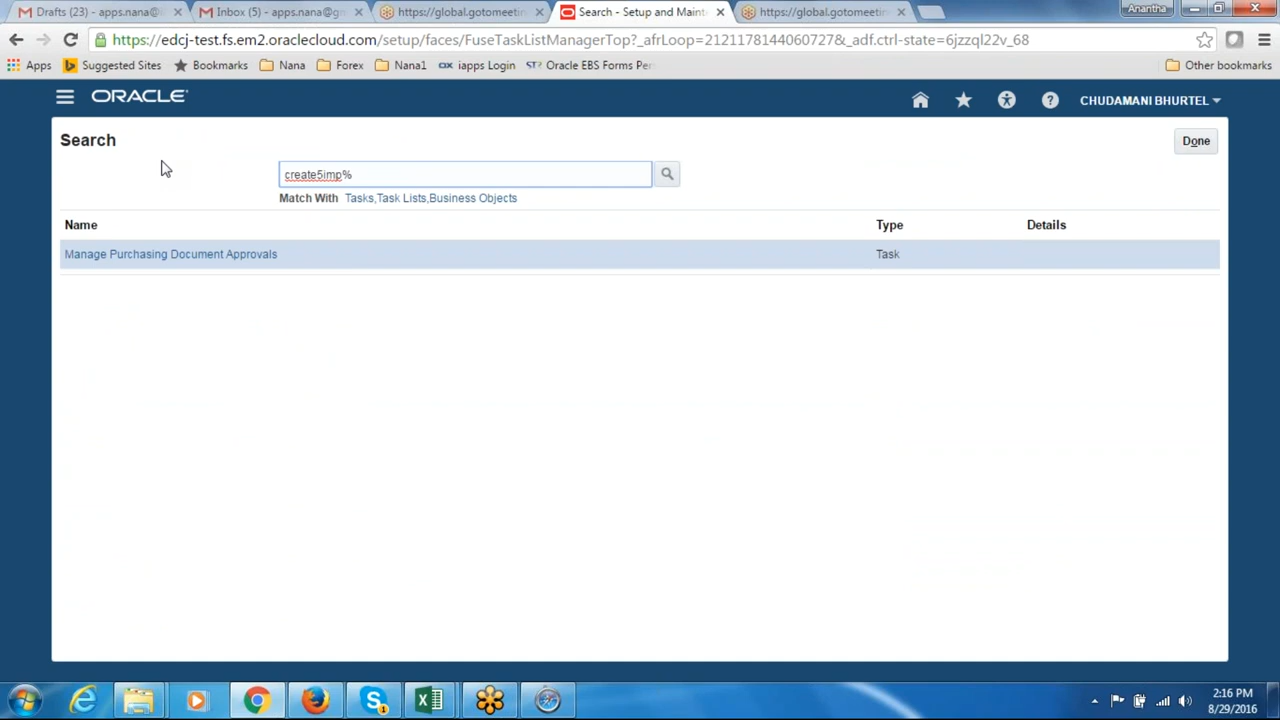 Drafts (23) - apps.nana@
Inbox (5) - apps.nana@g
https://global.gotomeeti
Search - Setup and Maint
https://global.gotomeetin
Anantha
https://edcj-test.fs.em2.oraclecloud.com/setup/faces/FuseTaskListManagerTop?_afrLoop=2121178144060727&_adf.ctrl-state=6jzzql22v_68
Apps
Suggested Sites
Bookmarks
Nana
Forex
Nana1
iapps Login
Oracle EBS Forms Per
Other bookmarks
ORACLE
CHUDAMANI BHURTEL
Search
Done
create5imp%
Match With Tasks,Task Lists,Business Objects
Name Type Details
Manage Purchasing Document Approvals Task
2:16 PM
8/29/2016